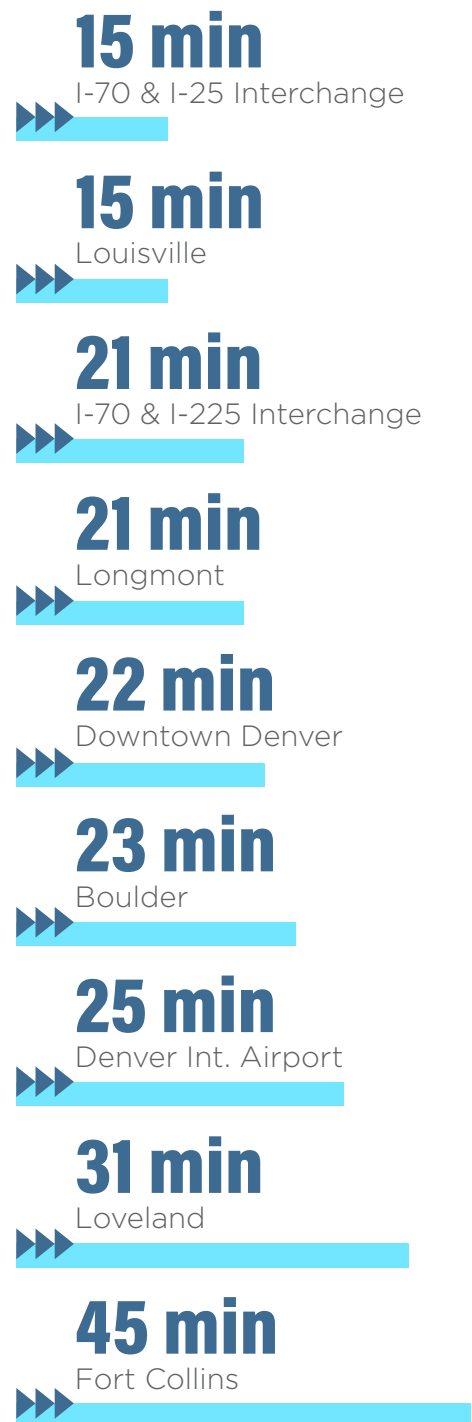 15 min
I-70 & I-25 Interchange
15 min
Louisville
21 min
I-70 & I-225 Interchange
21 min
Longmont
22 min
Downtown Denver
23 min
Boulder
25 min
Denver Int. Airport
31 min
Loveland
45 min
Fort Collins